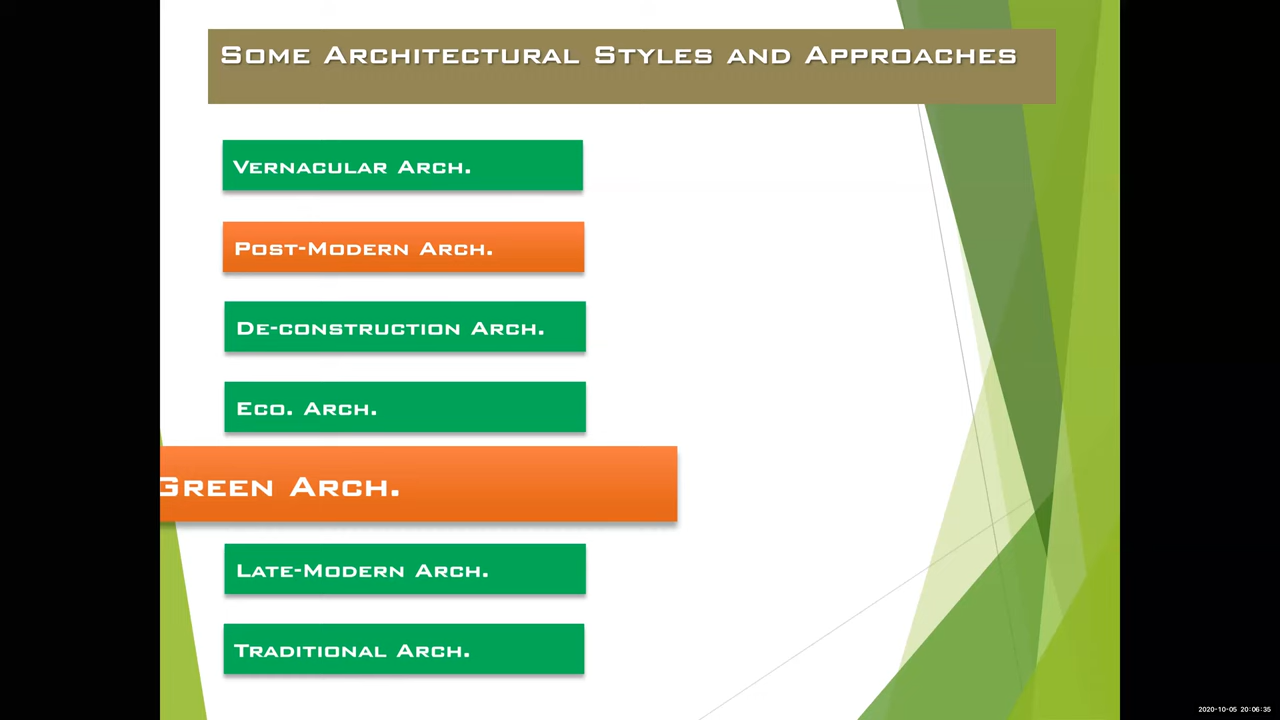 Some Architectural Styles and Approaches
Vernacular Arch.
Post-Modern Arch.
De-construction Arch.
Eco. Arch.
Green Arch.
Late-Modern Arch.
Traditional Arch.
2020-10-05 20:06:35